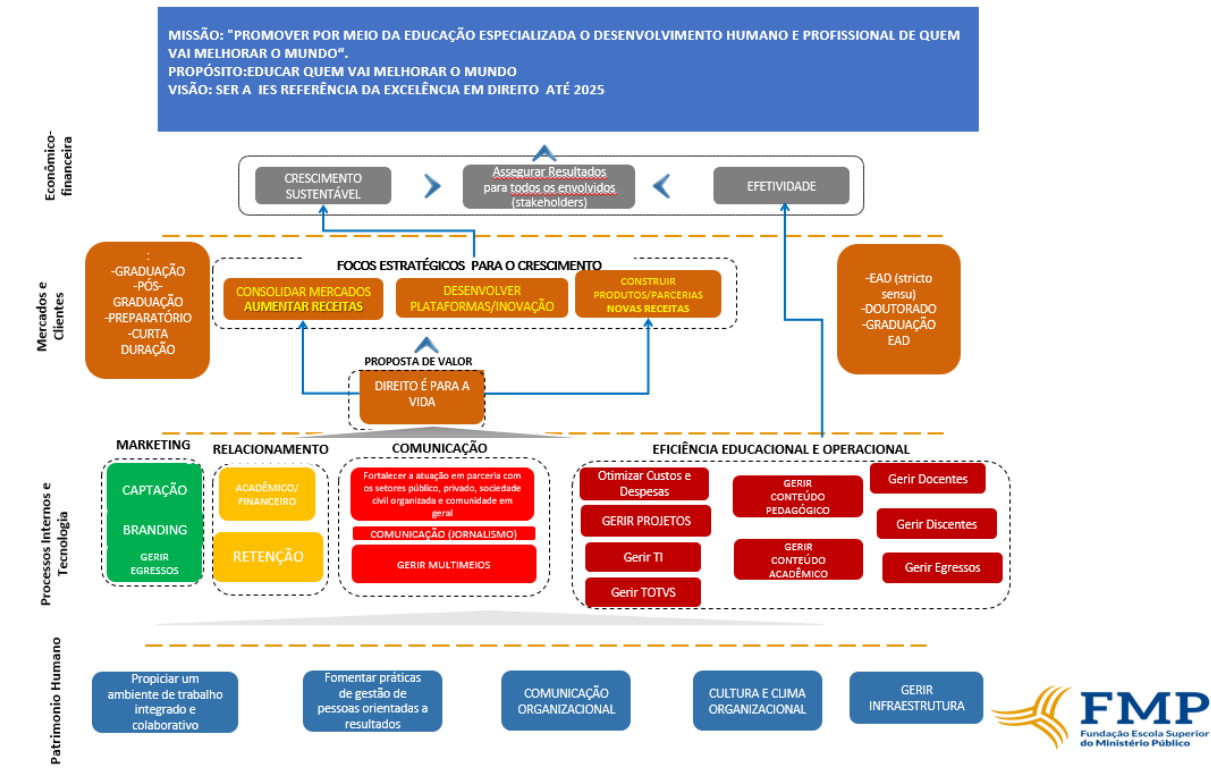 MISSÃO: "PROMOVER POR MEIO DA EDUCAÇÃO ESPECIALIZADA O DESENVOLVIMENTO HUMANO E PROFISSIONAL DE QUEM
VAI MELHORAR O MUNDO“.
PROPÓSITO:EDUCAR QUEM VAI MELHORAR O MUNDO
VISÃO: SER A IES REFERÊNCIA DA EXCELÊNCIA EM DIREITO ATÉ 2025
Econômico-
financeira
CRESCIMENTO
SUSTENTÁVEL
Assegurar Resultados
para todos os envolvidos
(stakeholders)
EFETIVIDADE
Mercados e
Clientes
:
-GRADUAÇÃO
-PÓS-
GRADUAÇÃO
-PREPARATÓRIO
-CURTA
DURAÇÃO
FOCOS ESTRATÉGICOS PARA O CRESCIMENTO
CONSOLIDAR MERCADOS
AUMENTAR RECEITAS
DESENVOLVER
PLATAFORMAS/INOVAÇÃO
CONSTRUIR
PRODUTOS/PARCERIAS
NOVAS RECEITAS
-EAD (stricto
sensu)
-DOUTORADO
-GRADUAÇÃO
EAD
PROPOSTA DE VALOR
DIREITO É PARA A
VIDA
Processos Internos e
Tecnologia
MARKETING
CAPTAÇÃO
BRANDING
GERIR
EGRESSOS
RELACIONAMENTO
ACADÊMICO/
FINANCEIRO
RETENÇÃO
COMUNICAÇÃO
Fortalecer a atuação em parceria com
os setores público, privado, sociedade
civil organizada e comunidade em
geral
COMUNICAÇÃO (JORNALISMO)
GERIR MULTIMEIOS
EFICIÊNCIA EDUCACIONAL E OPERACIONAL
Otimizar Custos e
Despesas
GERIR PROJETOS
Gerir TI
Gerir TOTVS
GERIR
CONTEÚDO
PEDAGÓGICO
GERIR
CONTEÚDO
ACADÊMICO
Gerir Docentes
Gerir Discentes
Gerir Egressos
Patrimonio Humano
Propiciar um
ambiente de trabalho
integrado e
colaborativo
Fomentar práticas
de gestão de
pessoas orientadas a
resultados
COMUNICAÇÃO
ORGANIZACIONAL
CULTURA E CLIMA
ORGANIZACIONAL
GERIR
INFRAESTRUTURA
FMP
Fundação Escola Superior
do Ministério Público